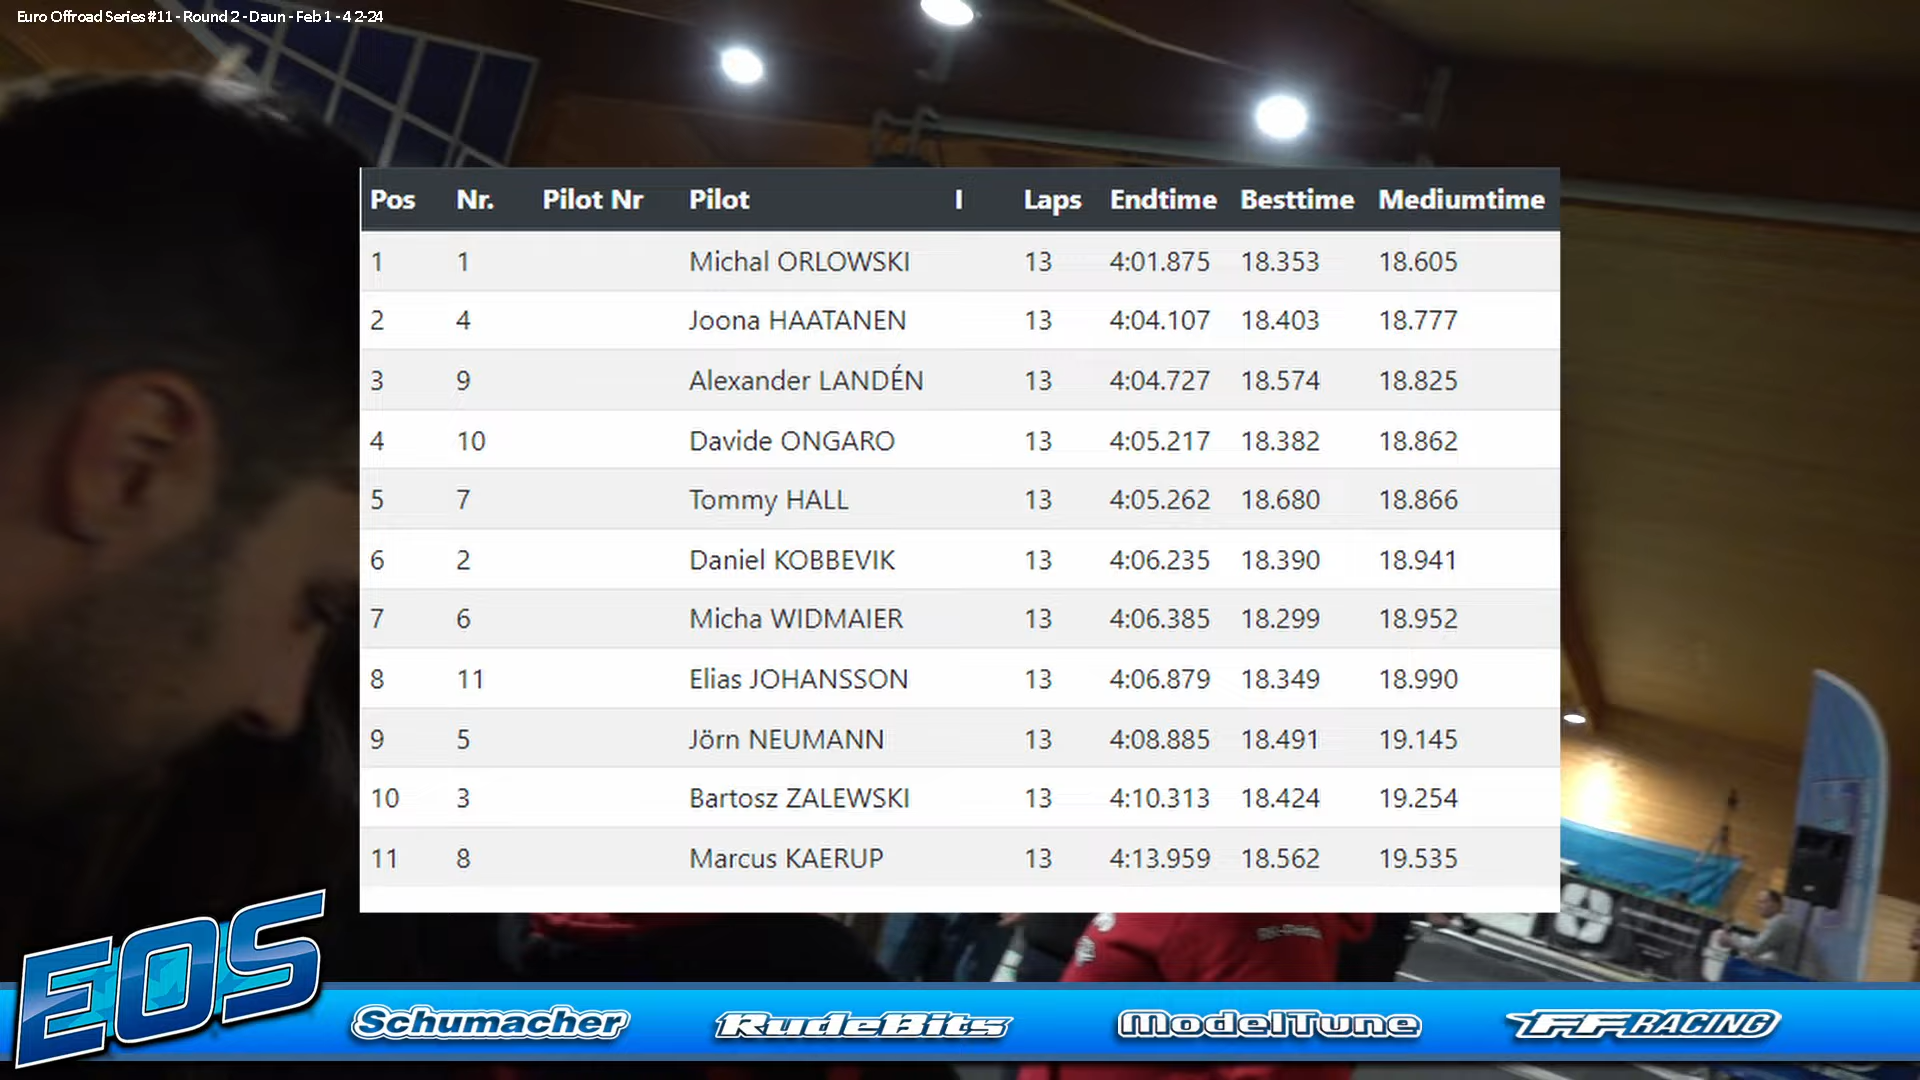 Euro Offroad Series #11 - Round 2 - Daun - Feb 1 - 4 2-24
Pos Nr. Pilot Nr Pilot I Laps Endtime Besttime Mediumtime
1 1 Michal ORLOWSKI 13 4:01.875 18.353 18.605
2 4 Joona HAATANEN 13 4:04.107 18.403 18.777
3 9 Alexander LANDÉN 13 4:04.727 18.574 18.825
4 10 Davide ONGARO 13 4:05.217 18.382 18.862
5 7 Tommy HALL 13 4:05.262 18.680 18.866
6 2 Daniel KOBBEVIK 13 4:06.235 18.390 18.941
7 6 Micha WIDMAIER 13 4:06.385 18.299 18.952
8 11 Elias JOHANSSON 13 4:06.879 18.349 18.990
9 5 Jörn NEUMANN 13 4:08.885 18.491 19.145
10 3 Bartosz ZALEWSKI 13 4:10.313 18.424 19.254
11 8 Marcus KAERUP 13 4:13.959 18.562 19.535
EOS
Schumacher RudeBits ModelTune FF RACING